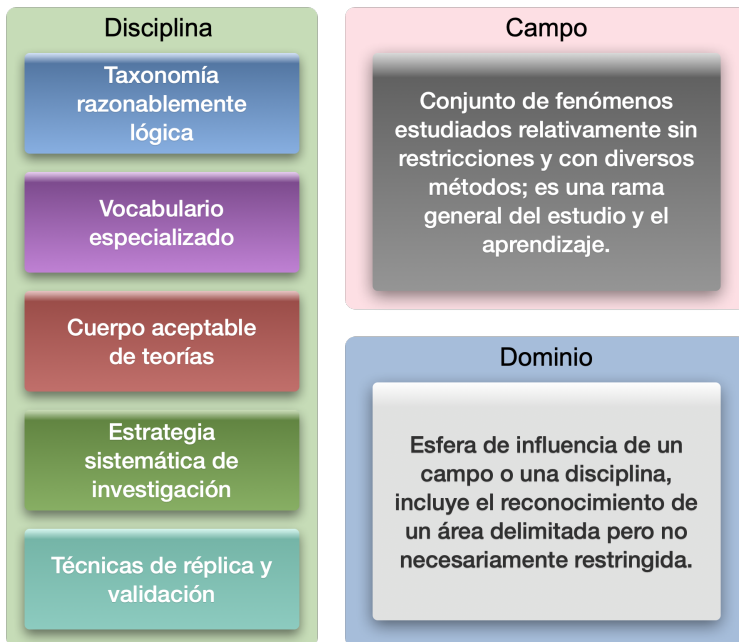 Disciplina
Taxonomía
razonablemente
lógica
Vocabulario
especializado
Cuerpo aceptable
de teorías
Estrategia
sistemática de
investigación
Técnicas de réplica y
validación
Campo
Conjunto de fenómenos
estudiados relativamente sin
restricciones y con diversos
métodos; es una rama
general del estudio y el
aprendizaje.
Dominio
Esfera de influencia de un
campo o una disciplina,
incluye el reconocimiento de
un área delimitada pero no
necesariamente restringida.